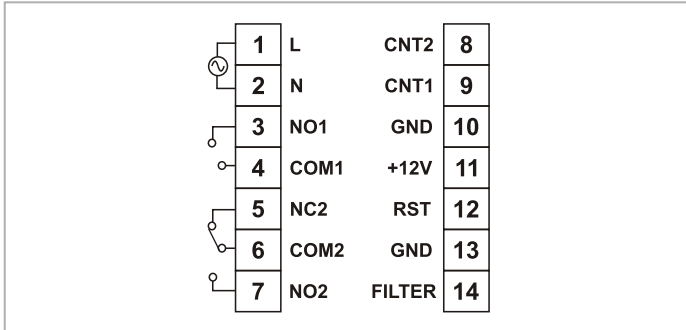 1 L CNT2 8
2 N CNT1 9
3 NO1 GND 10
4 COM1 +12V 11
5 NC2 RST 12
6 COM2 GND 13
7 NO2 FILTER 14